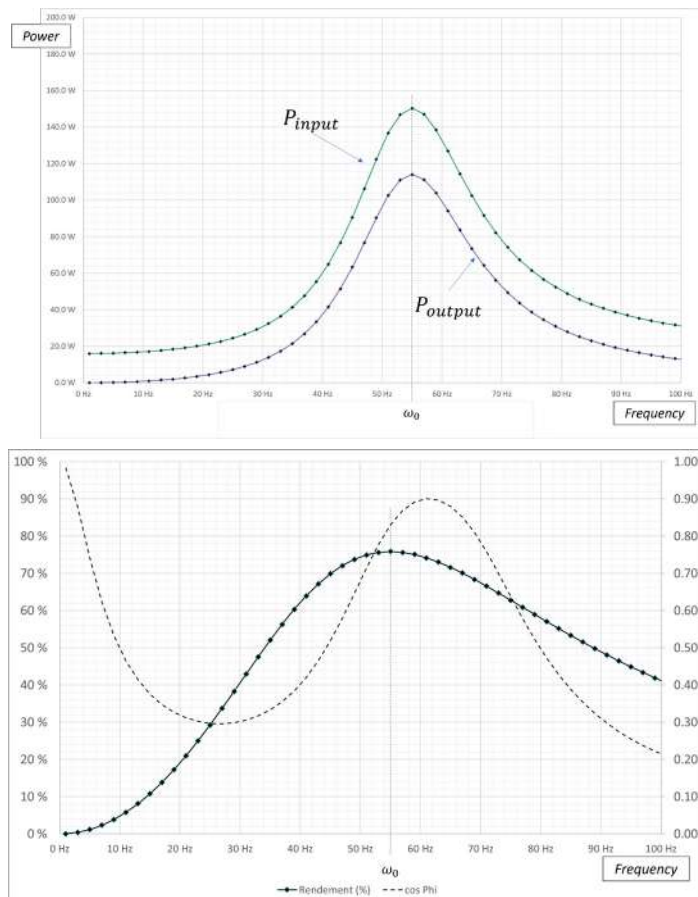 Power
200.0 W
180.0 W
160.0 W
140.0 W
120.0 W
100.0 W
80.0 W
60.0 W
40.0 W
20.0 W
0.0 W
P_input
P_output
0 Hz 10 Hz 20 Hz 30 Hz 40 Hz 50 Hz 60 Hz 70 Hz 80 Hz 90 Hz 100 Hz
ω₀
Frequency
100 % 1.00
90 % 0.90
80 % 0.80
70 % 0.70
60 % 0.60
50 % 0.50
40 % 0.40
30 % 0.30
20 % 0.20
10 % 0.10
0 % 0.00
0 Hz 10 Hz 20 Hz 30 Hz 40 Hz 50 Hz 60 Hz 70 Hz 80 Hz 90 Hz 100 Hz
ω₀
Frequency
Rendement (%) cos Phi